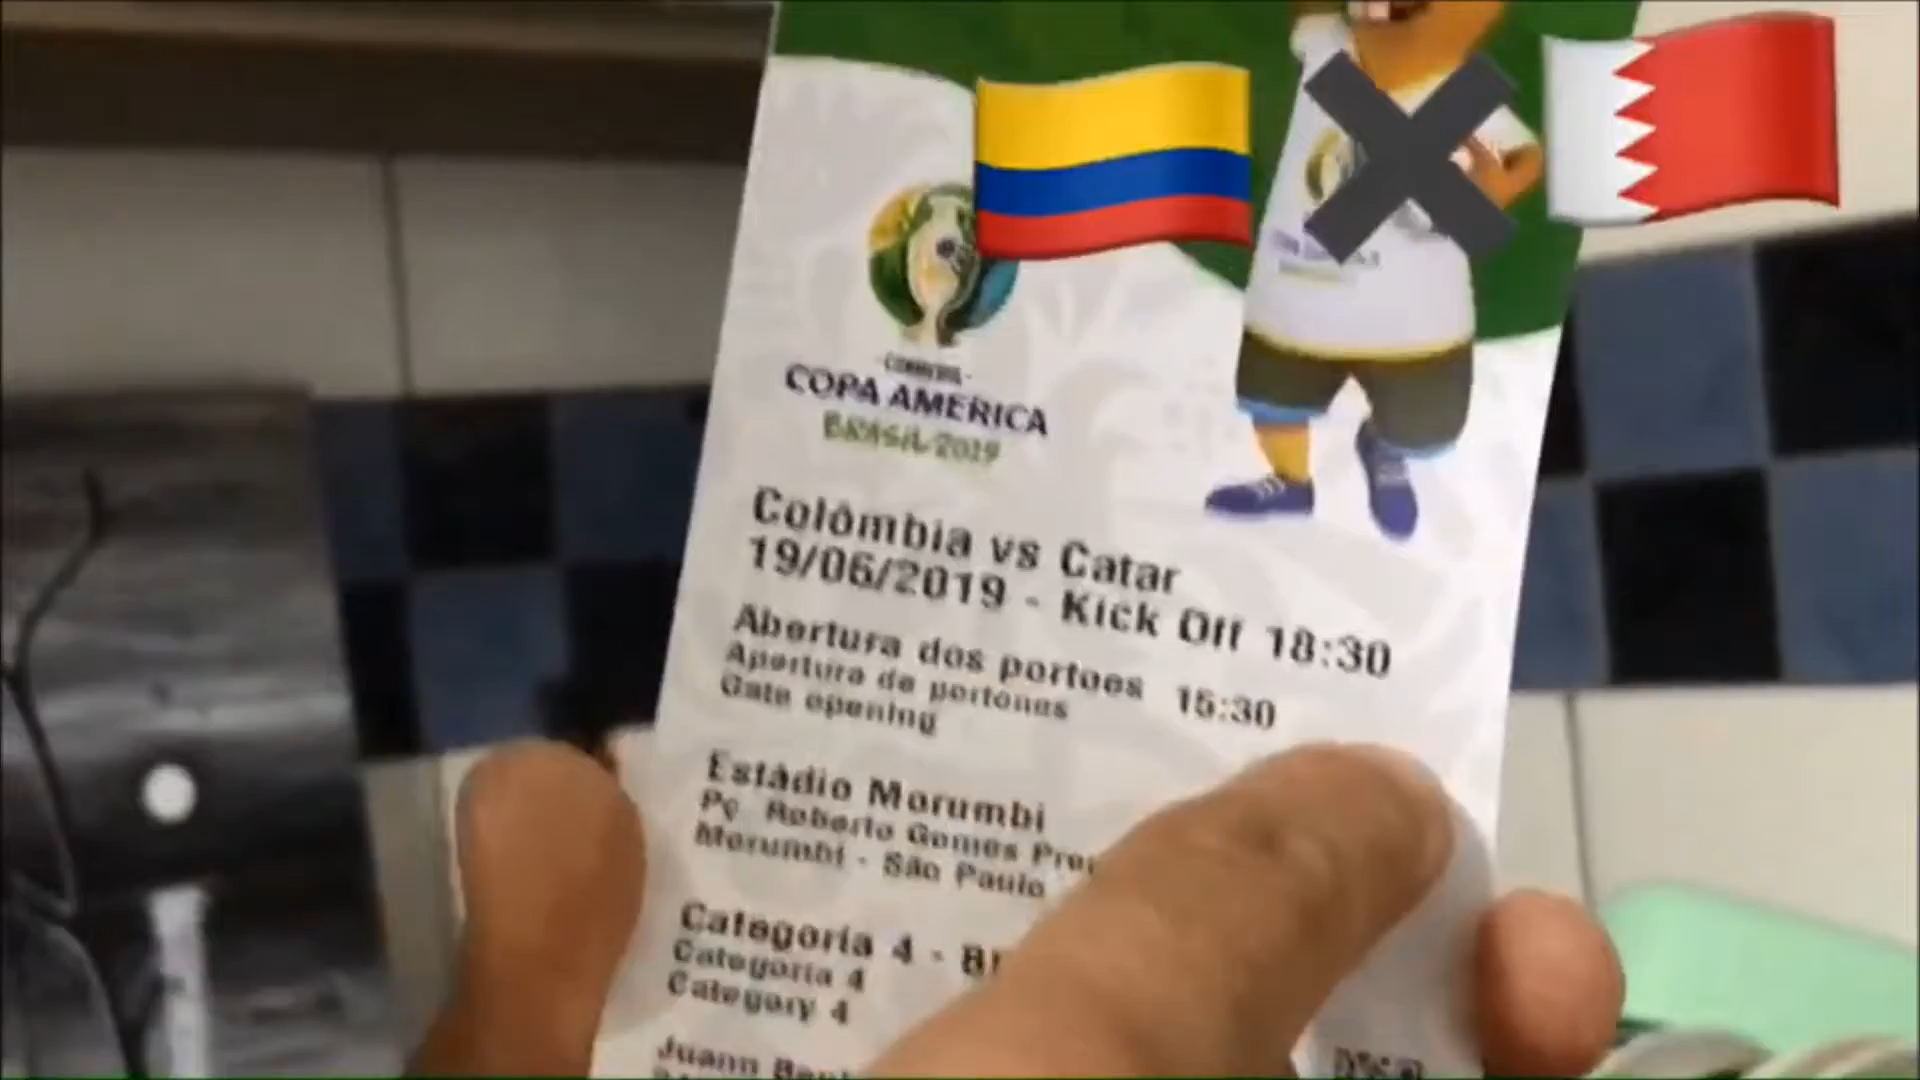 COPA AMERICA
BRASIL 2019
Colômbia vs Catar
19/06/2019 - Kick Off 18:30
Abertura dos portoes 15:30
Apertura de portones
Gate opening
Estádio Morumbi
Pç. Roberto Gomes
Morumbi - São Paulo
Categoria 4 -
Categoria 4
Category 4
Juann